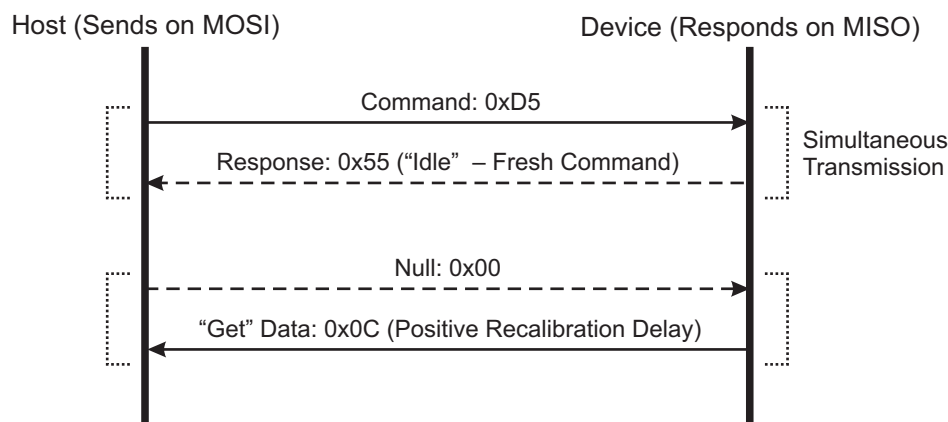 Host (Sends on MOSI)
Device (Responds on MISO)
Command: 0xD5
Response: 0x55 (“Idle” – Fresh Command)
Simultaneous
Transmission
Null: 0x00
“Get” Data: 0x0C (Positive Recalibration Delay)